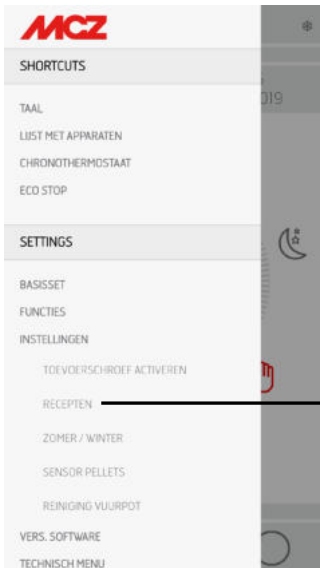 MCZ
SHORTCUTS
TAAL
LIJST MET APPARATEN
CHRONOTHERMOSTAAT
ECO STOP
2019
SETTINGS
BASISSET
FUNCTIES
INSTELLINGEN
TOEVOERSCHROEF ACTIVEREN
RECEPTEN
ZOMER / WINTER
SENSOR PELLETS
REINIGING VUURPOT
VERS. SOFTWARE
TECHNISCH MENU